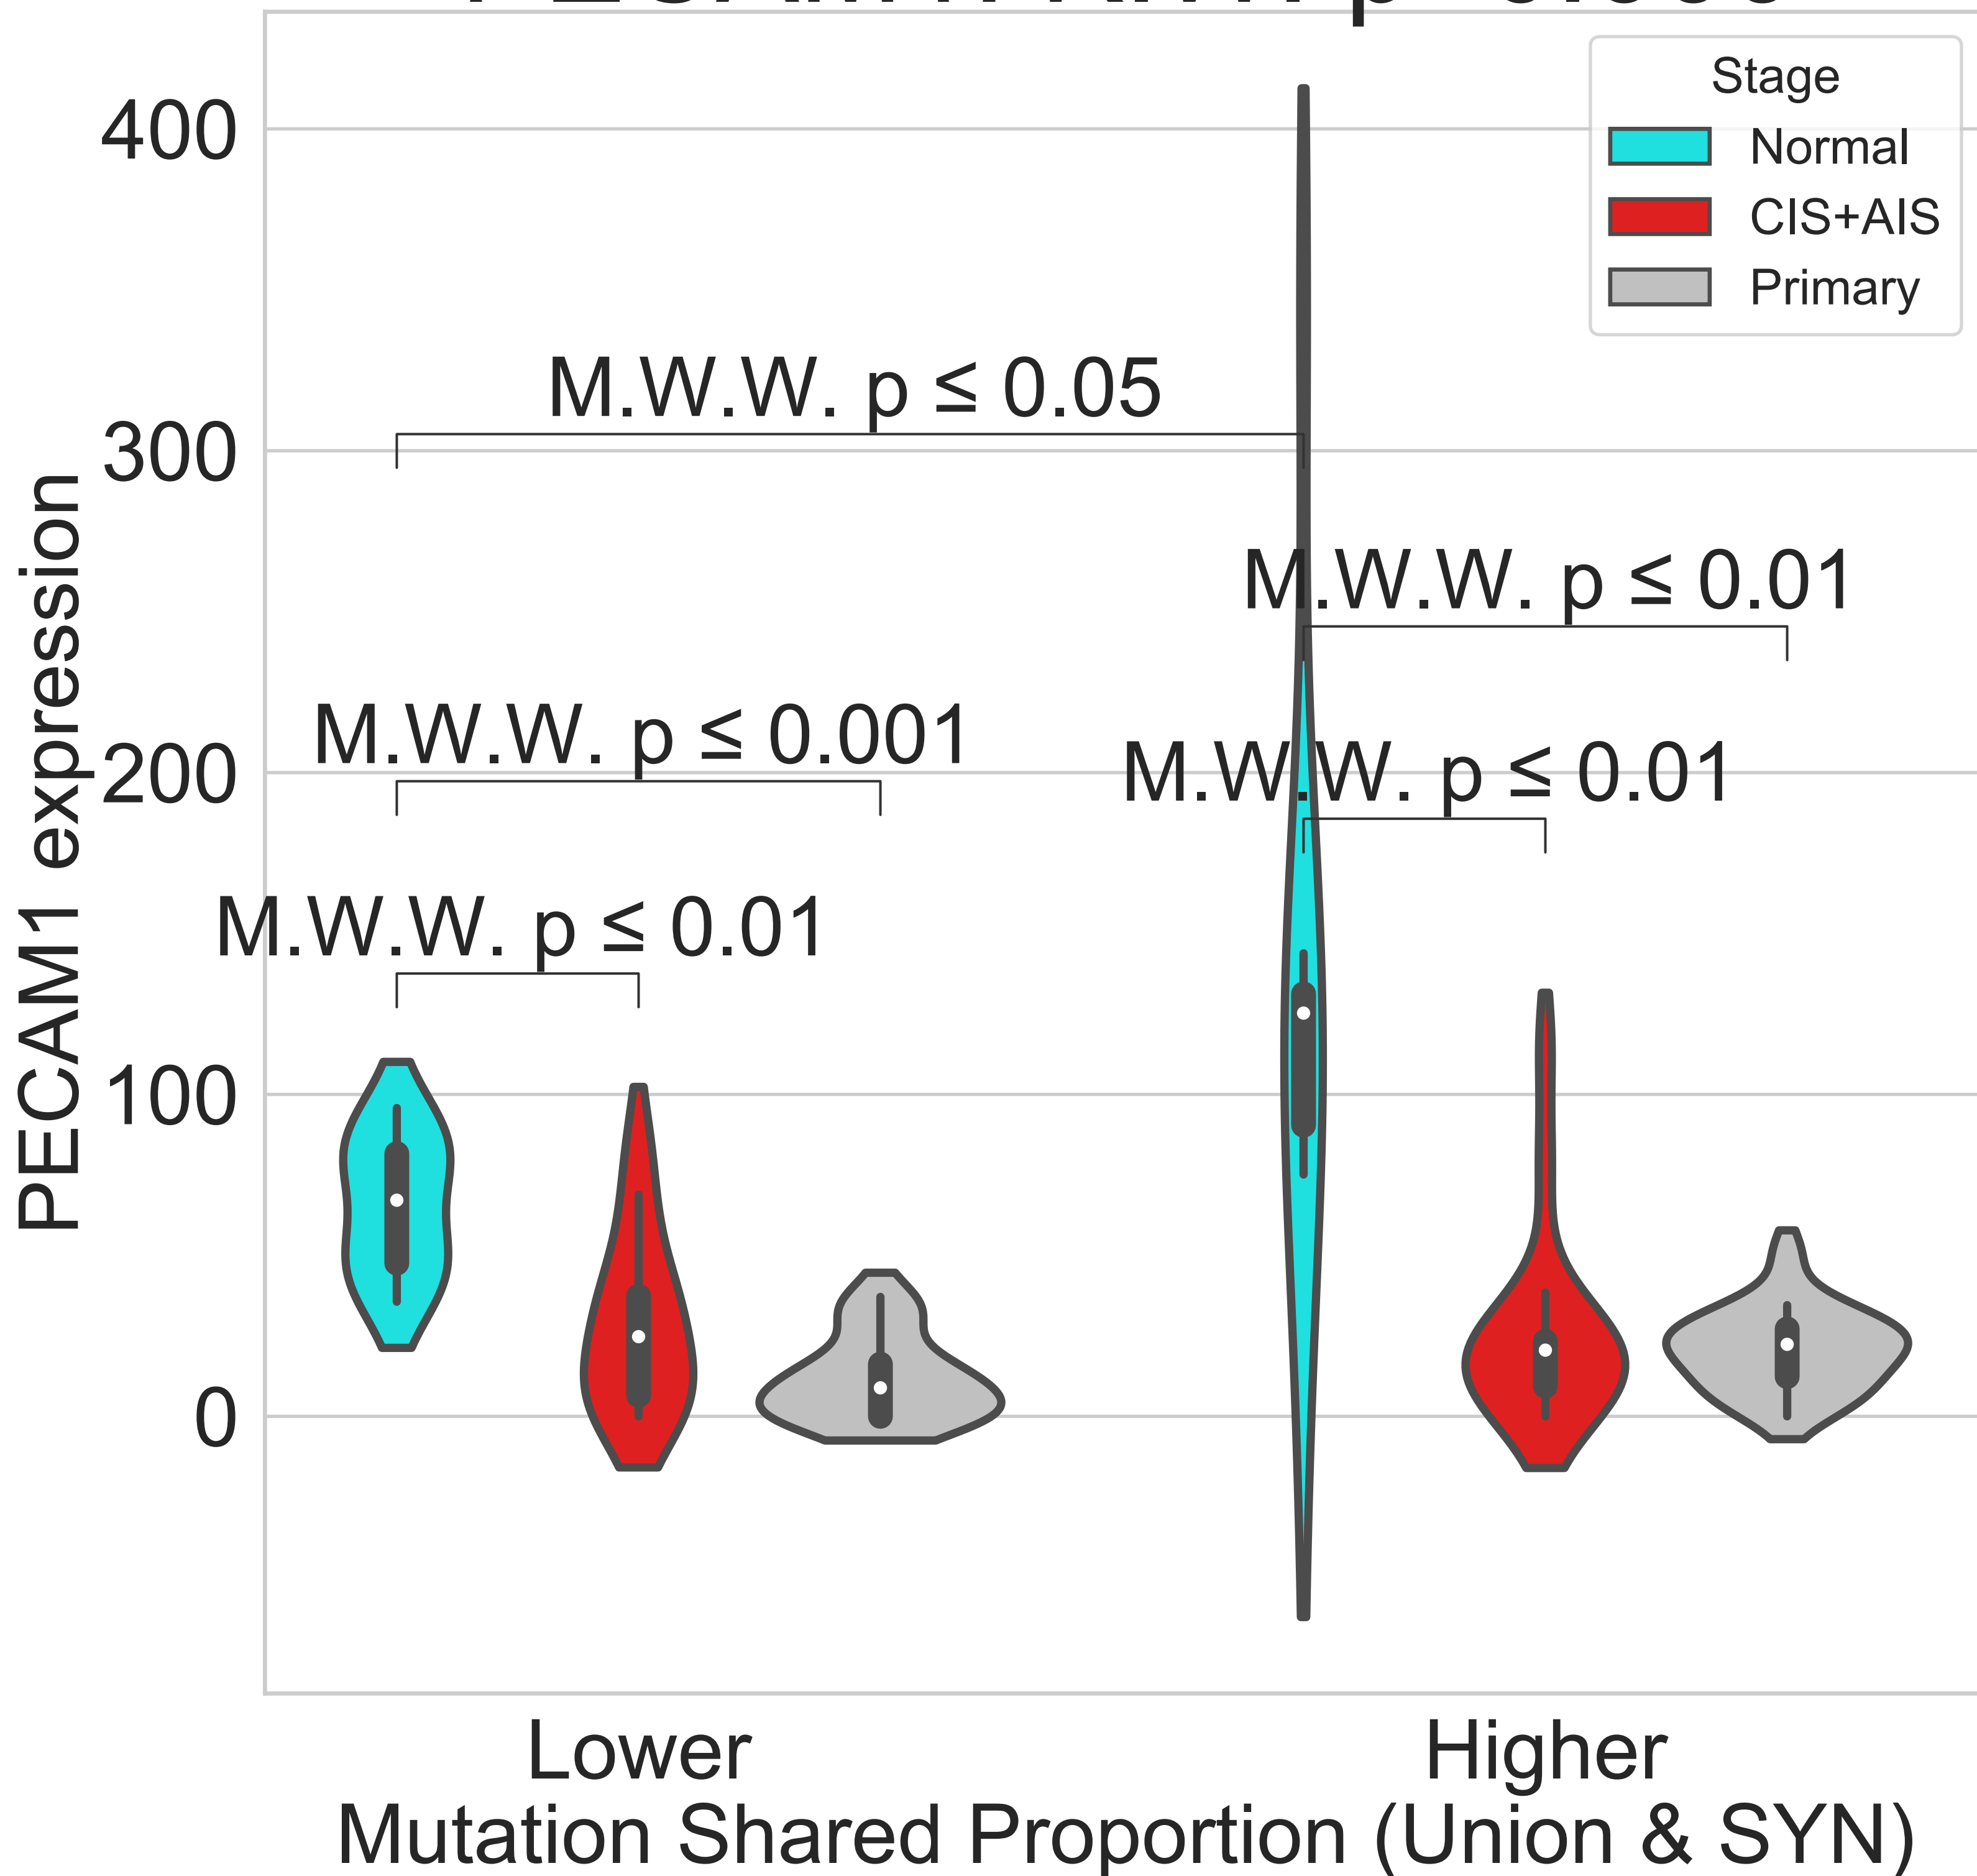 Stage
Normal
CIS+AIS
Primary
400
300
200
100
0
PECAM1 expression
M.W.W. p ≤ 0.05
M.W.W. p ≤ 0.01
M.W.W. p ≤ 0.001
M.W.W. p ≤ 0.01
M.W.W. p ≤ 0.01
Lower
Higher
Mutation Shared Proportion (Union & SYN)